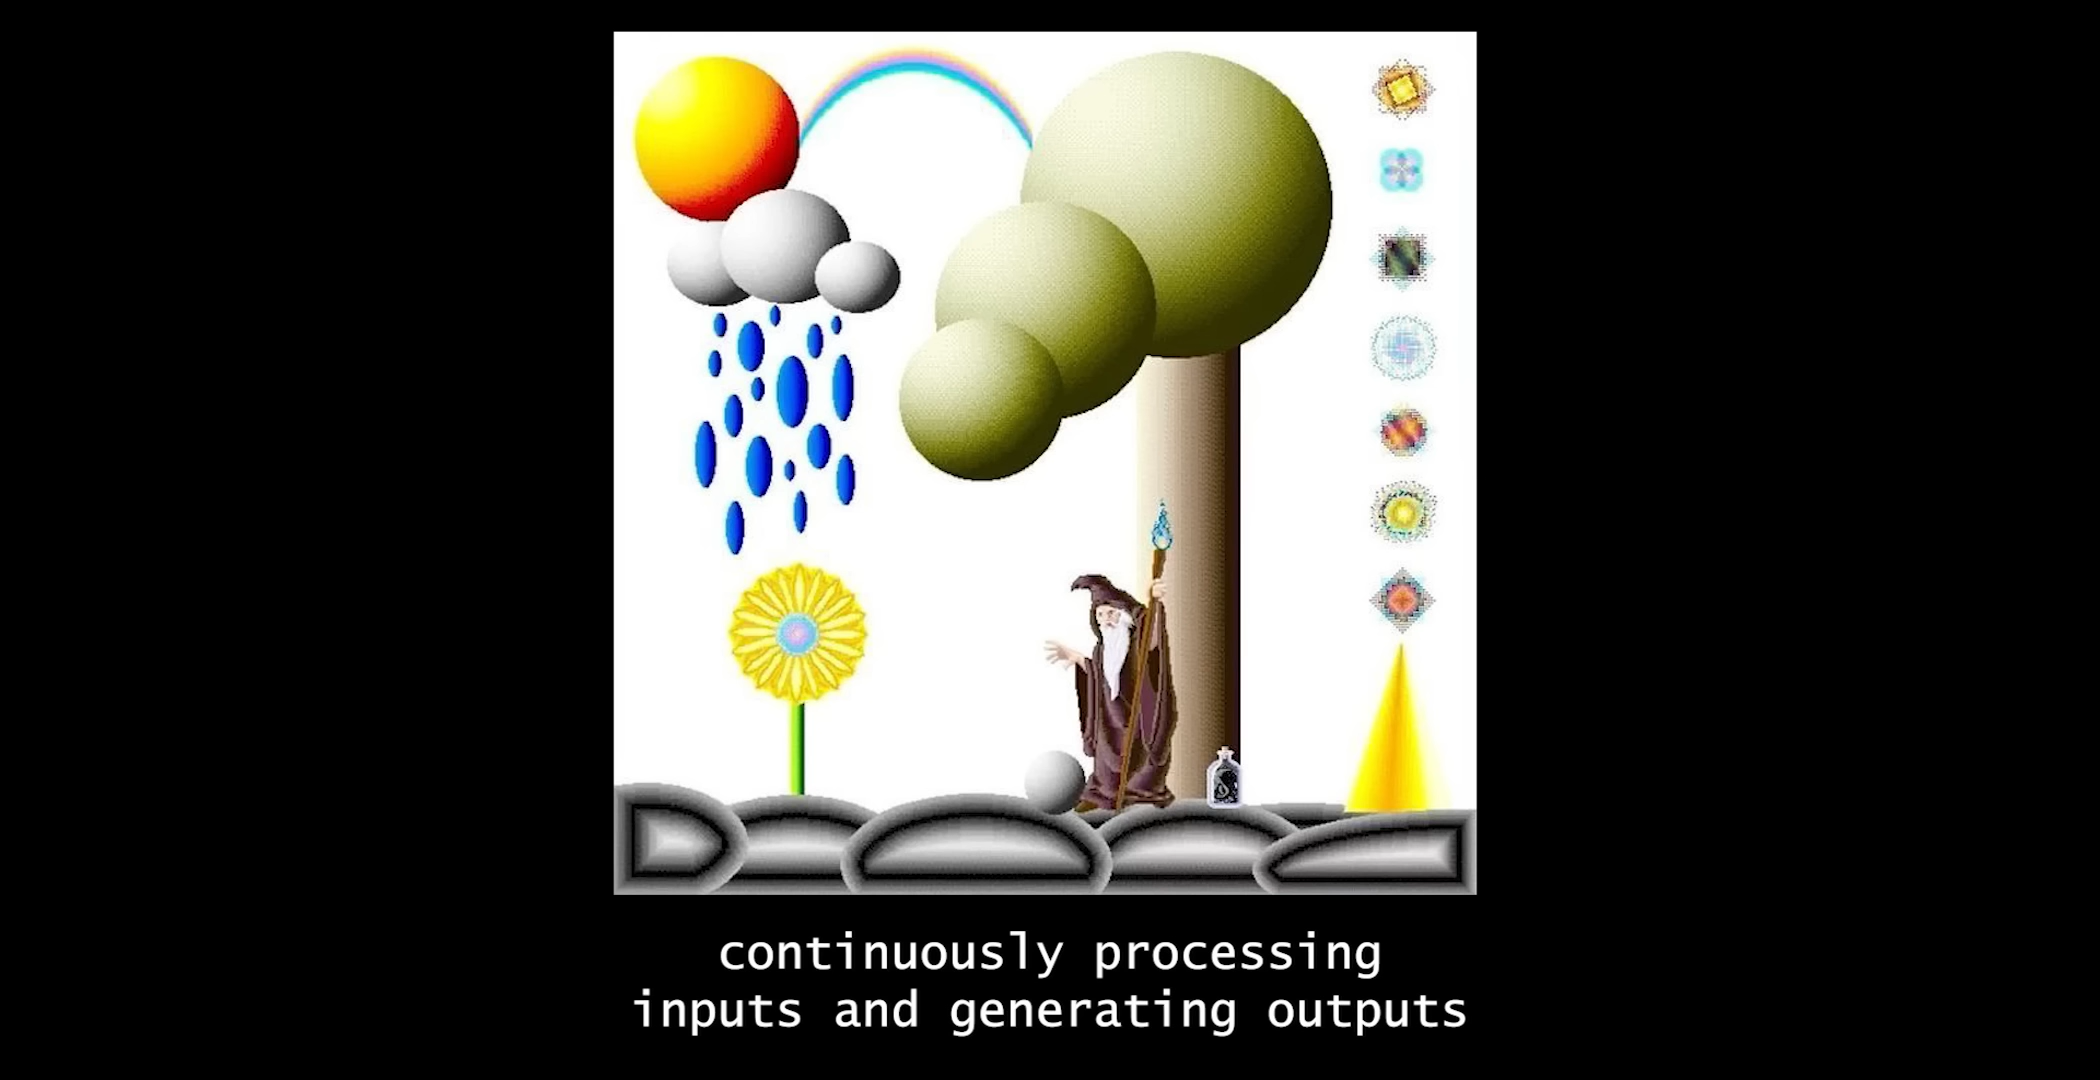 continuously processing
inputs and generating outputs